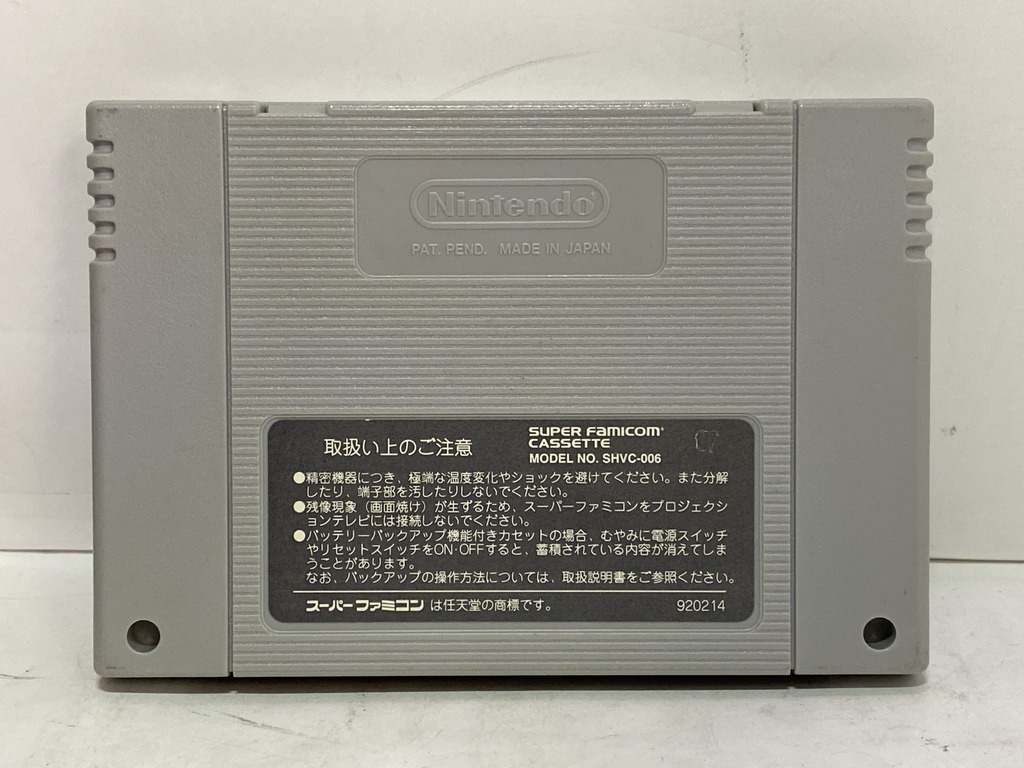 Nintendo
PAT. PEND. MADE IN JAPAN
取扱い上のご注意
SUPER FAMICOM
CASSETTE
MODEL NO. SHVC-006
●精密機器につき、極端な温度変化やショックを避けてください。また分解
したり、端子部を汚したりしないでください。
●残像現象（画面焼け）が生ずるため、スーパーファミコンをプロジェクシ
ョンテレビには接続しないでください。
●バッテリーバックアップ機能付きカセットの場合、むやみに電源スイッチ
やリセットスイッチをON・OFFすると、蓄積されている内容が消えてしま
うことがあります。
なお、バックアップの操作方法については、取扱説明書をご参照ください。
スーパーファミコン は任天堂の商標です。
920214